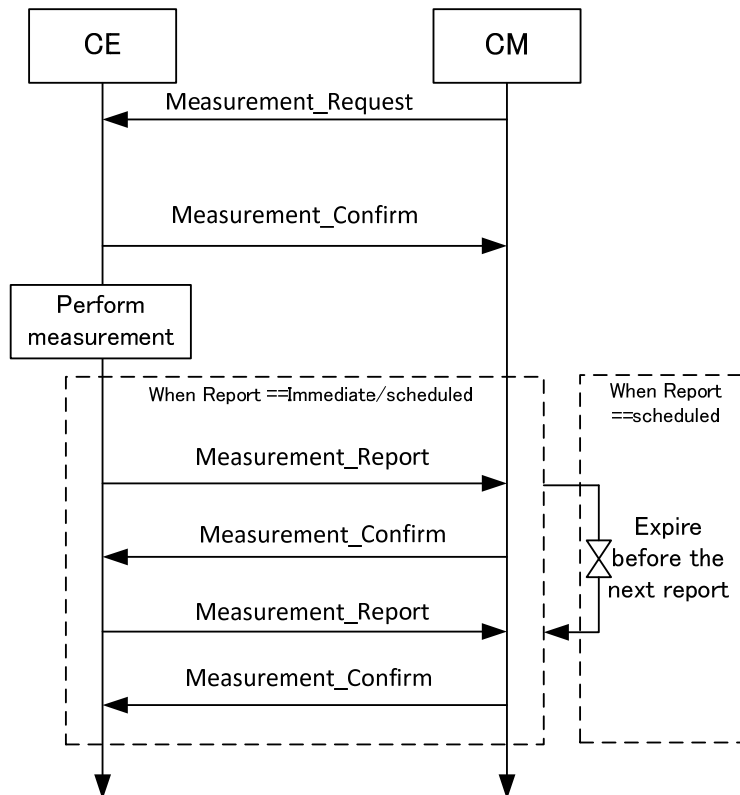 CE
CM
Measurement_Request
Measurement_Confirm
Perform
measurement
When Report ==Immediate/scheduled
When Report
==scheduled
Measurement_Report
Measurement_Confirm
Expire
before the
next report
Measurement_Report
Measurement_Confirm